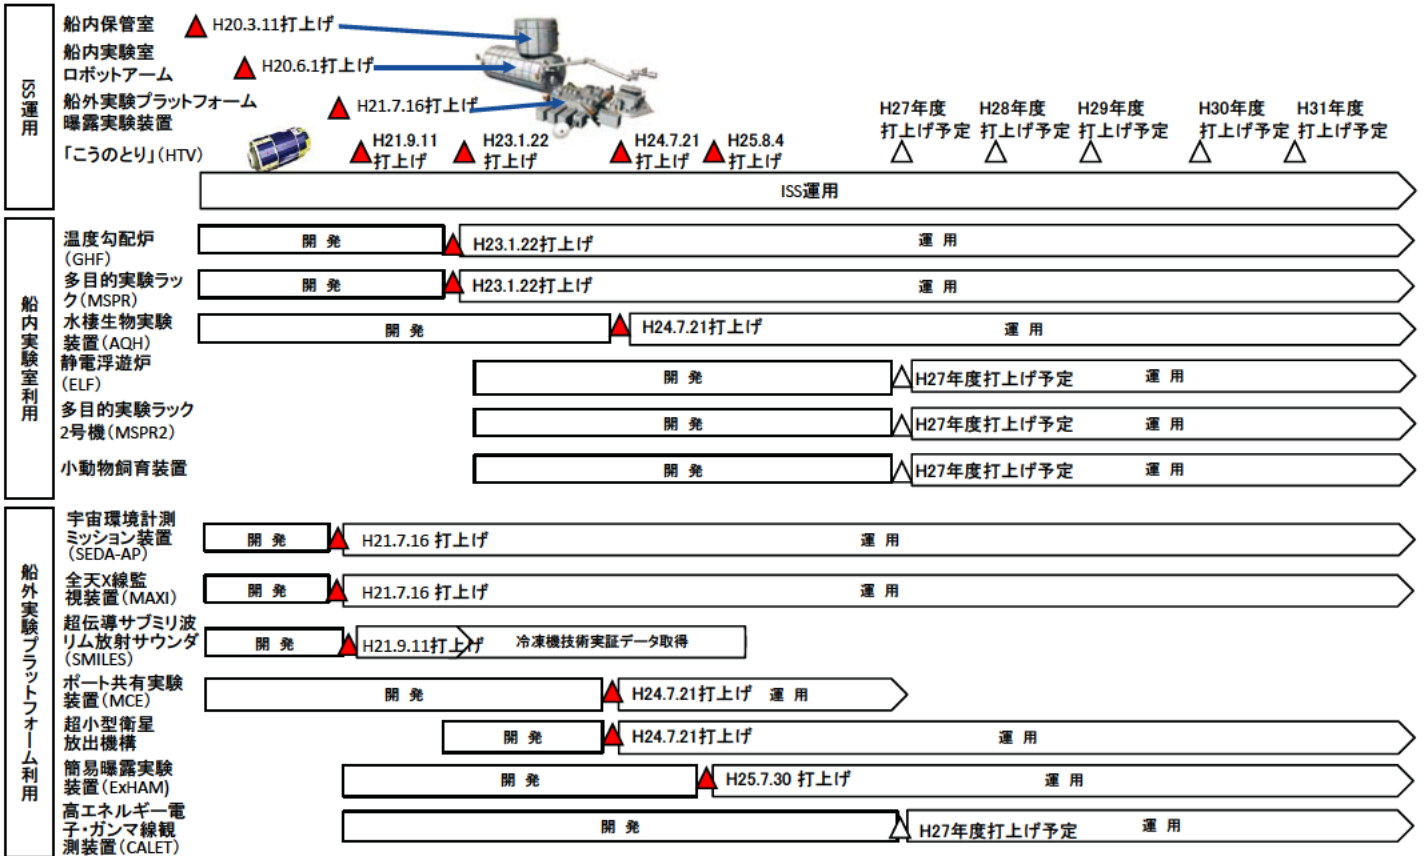 ISS運用
船内保管室
H20.3.11打上げ
船内実験室
ロボットアーム
H20.6.1打上げ
船外実験プラットフォーム
曝露実験装置
H21.7.16打上げ
「こうのとり」(HTV)
H21.9.11
打上げ
H23.1.22
打上げ
H24.7.21
打上げ
H25.8.4
打上げ
H27年度
打上げ予定
H28年度
打上げ予定
H29年度
打上げ予定
H30年度
打上げ予定
H31年度
打上げ予定
ISS運用
船内実験室利用
温度勾配炉
(GHF)
開 発
H23.1.22打上げ
運 用
多目的実験ラッ
ク(MSPR)
開 発
H23.1.22打上げ
運 用
水棲生物実験
装置(AQH)
開 発
H24.7.21打上げ
運 用
静電浮遊炉
(ELF)
開 発
H27年度打上げ予定
運 用
多目的実験ラック
2号機(MSPR2)
開 発
H27年度打上げ予定
運 用
小動物飼育装置
開 発
H27年度打上げ予定
運 用
船外実験プラットフォーム利用
宇宙環境計測
ミッション装置
(SEDA-AP)
開 発
H21.7.16 打上げ
運 用
全天X線監
視装置(MAXI)
開 発
H21.7.16 打上げ
運 用
超伝導サブミリ波
リム放射サウンダ
(SMILES)
開 発
H21.9.11打上げ
冷凍機技術実証データ取得
ポート共有実験
装置(MCE)
開 発
H24.7.21打上げ
運 用
超小型衛星
放出機構
開 発
H24.7.21打上げ
運 用
簡易曝露実験
装置(ExHAM)
開 発
H25.7.30 打上げ
運 用
高エネルギー電
子・ガンマ線観
測装置(CALET)
開 発
H27年度打上げ予定
運 用